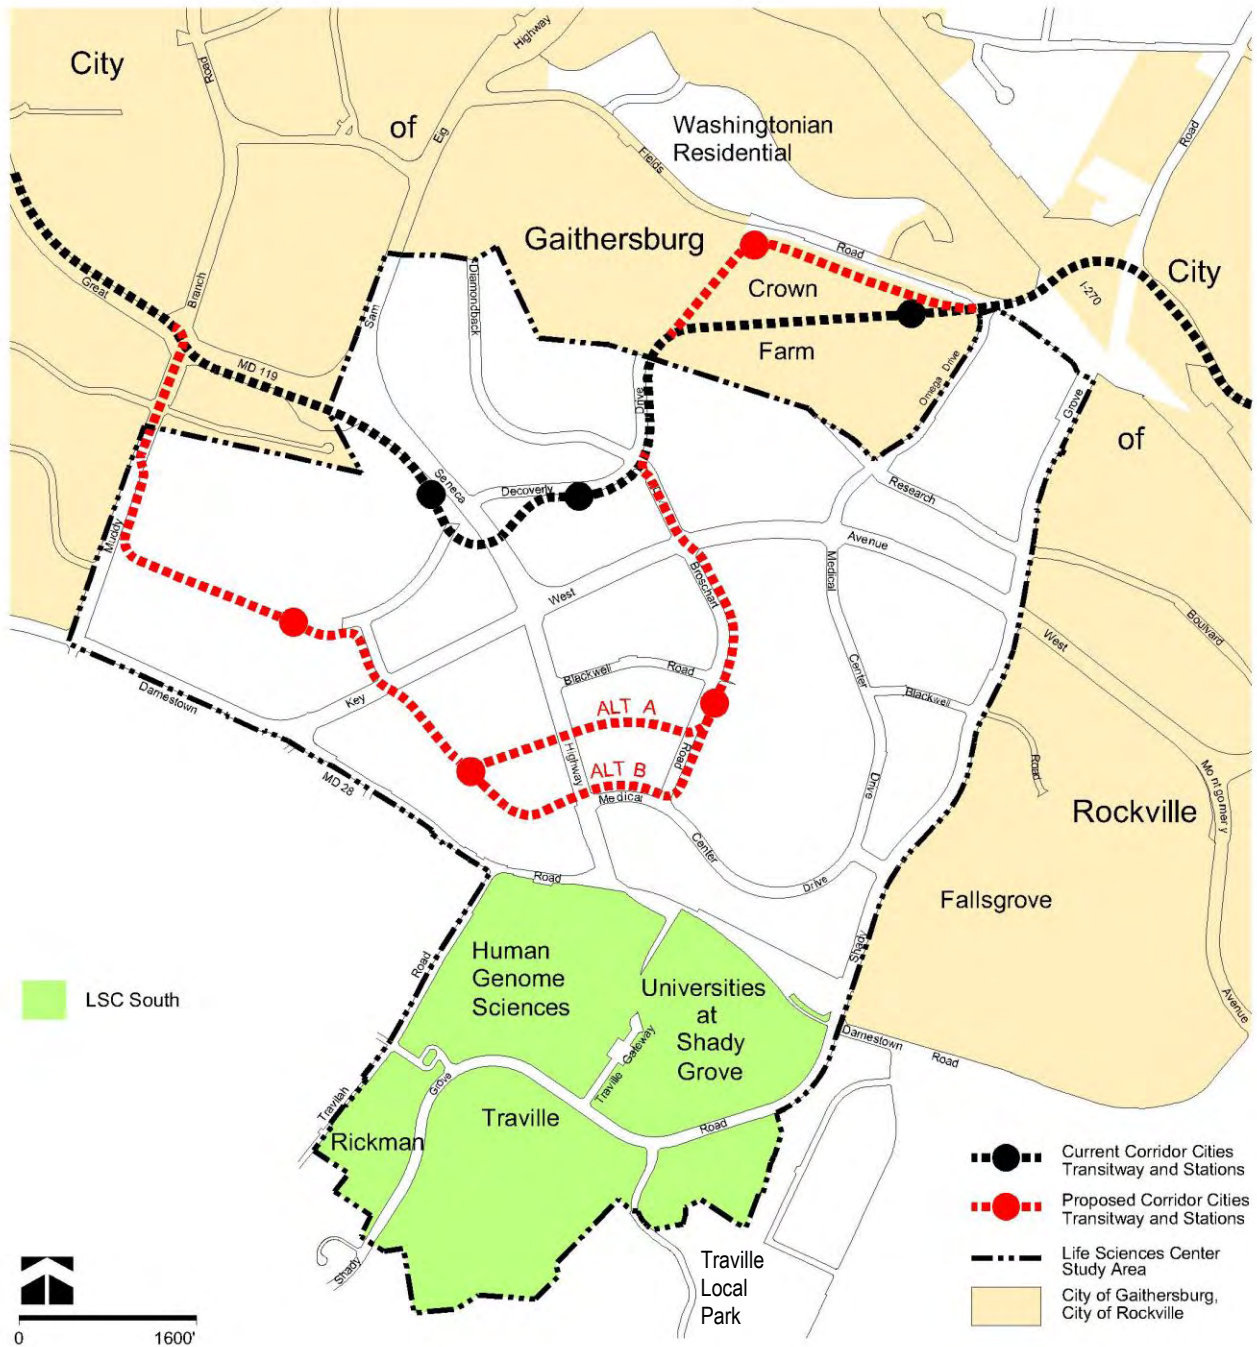 City
of
Road
Highway
Eig
Washingtonian
Residential
Fields
Road
Road
Gaithersburg
Crown
Farm
City
of
I-270
Great
Branch
MD 119
Sam
Diamondback
Drive
Omega Drive
Grove
Seneca
Decoverly
Research
Avenue
Muddy
West
Broschart
Medical
Boulvard
West
Blackwell
Road
Center
Blackwell
Road
Darnestown
Key
ALT A
Highway
Road
ALT B
Medical
Drive
MD 28
Center
Drive
Montgomery
Rockville
Road
Fallsgrove
Shady
Avenue
Human
Genome
Sciences
Road
Universities
at
Shady
Grove
LSC South
Darnestown
Road
Traville Gateway
Grove
Travilah
Rickman
Traville
Road
Shady
Traville
Local
Park
Current Corridor Cities
Transitway and Stations
Proposed Corridor Cities
Transitway and Stations
Life Sciences Center
Study Area
City of Gaithersburg,
City of Rockville
0 1600'